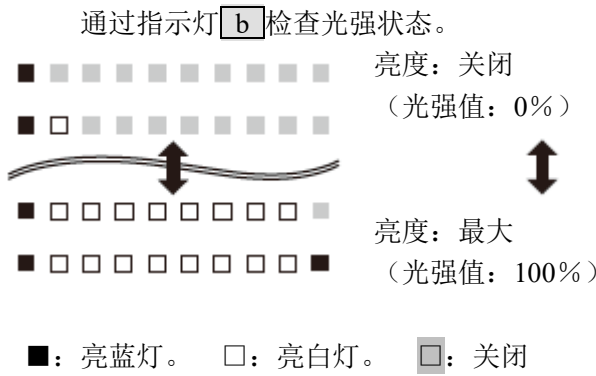 通过指示灯 b 检查光强状态。
亮度：关闭
（光强值：0％）
亮度：最大
（光强值：100％）
■：亮蓝灯。 □：亮白灯。 □：关闭